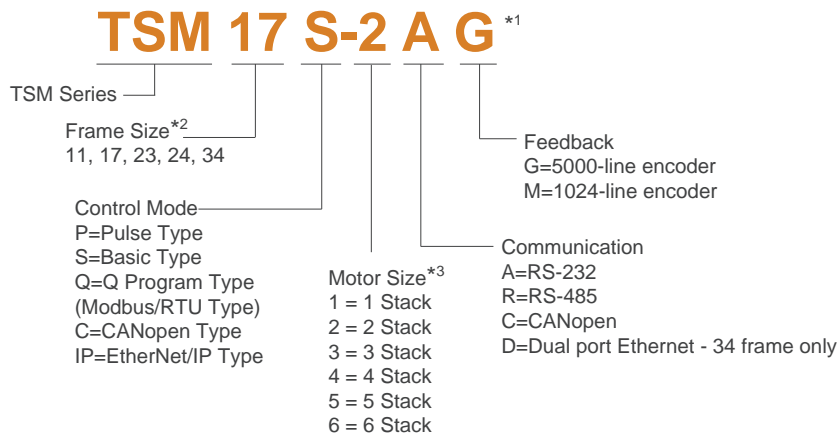 TSM 17 S-2 A G *1
TSM Series
Frame Size*2
11, 17, 23, 24, 34
Control Mode
P=Pulse Type
S=Basic Type
Q=Q Program Type
(Modbus/RTU Type)
C=CANopen Type
IP=EtherNet/IP Type
Motor Size*3
1 = 1 Stack
2 = 2 Stack
3 = 3 Stack
4 = 4 Stack
5 = 5 Stack
6 = 6 Stack
Feedback
G=5000-line encoder
M=1024-line encoder
Communication
A=RS-232
R=RS-485
C=CANopen
D=Dual port Ethernet - 34 frame only